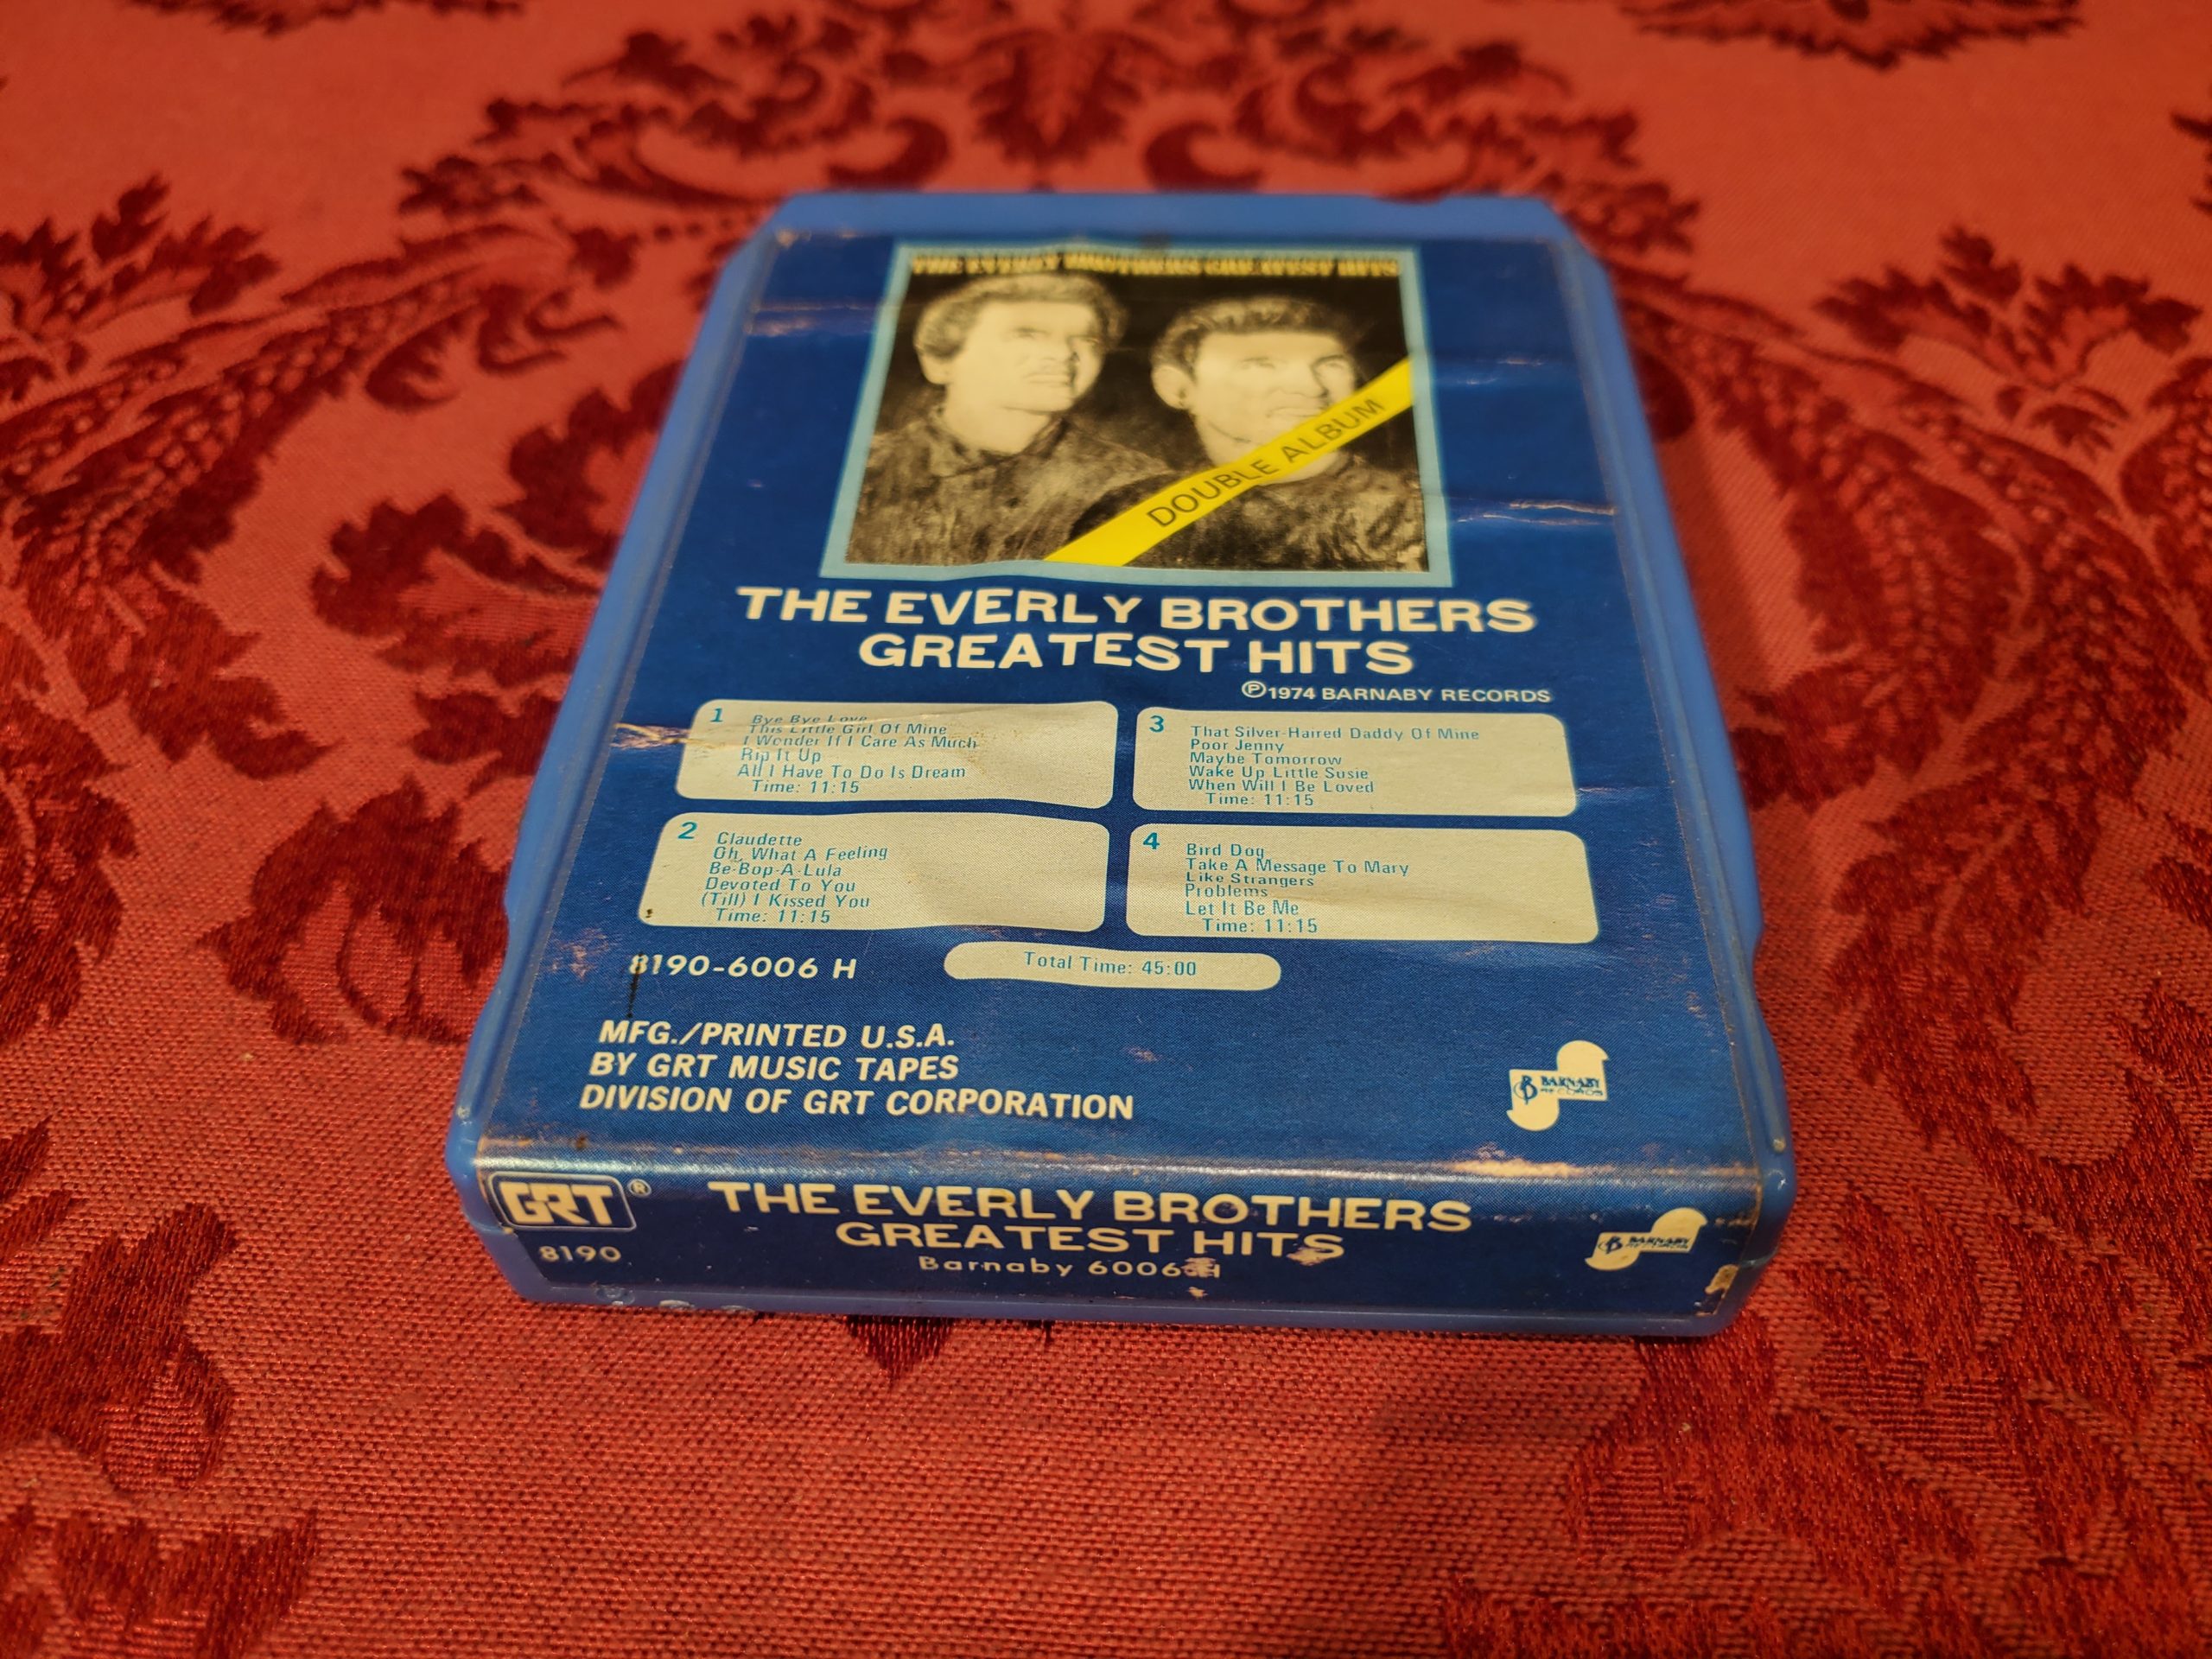 THE EVERLY BROTHERS GREATEST HITS
DOUBLE ALBUM
THE EVERLY BROTHERS
GREATEST HITS
Ⓟ1974 BARNABY RECORDS
1
Bye Bye Love
This Little Girl Of Mine
I Wonder If I Care As Much
Rip It Up
All I Have To Do Is Dream
Time: 11:15
2
Claudette
Oh, What A Feeling
Be-Bop-A-Lula
Devoted To You
(Till) I Kissed You
Time: 11:15
3
That Silver-Haired Daddy Of Mine
Poor Jenny
Maybe Tomorrow
Wake Up Little Susie
When Will I Be Loved
Time: 11:15
4
Bird Dog
Take A Message To Mary
Like Strangers
Problems
Let It Be Me
Time: 11:15
8190-6006 H
Total Time: 45:00
MFG./PRINTED U.S.A.
BY GRT MUSIC TAPES
DIVISION OF GRT CORPORATION
B BARNABY
RECORDS
GRT®
8190
THE EVERLY BROTHERS
GREATEST HITS
Barnaby 6006 H
B BARNABY
RECORDS